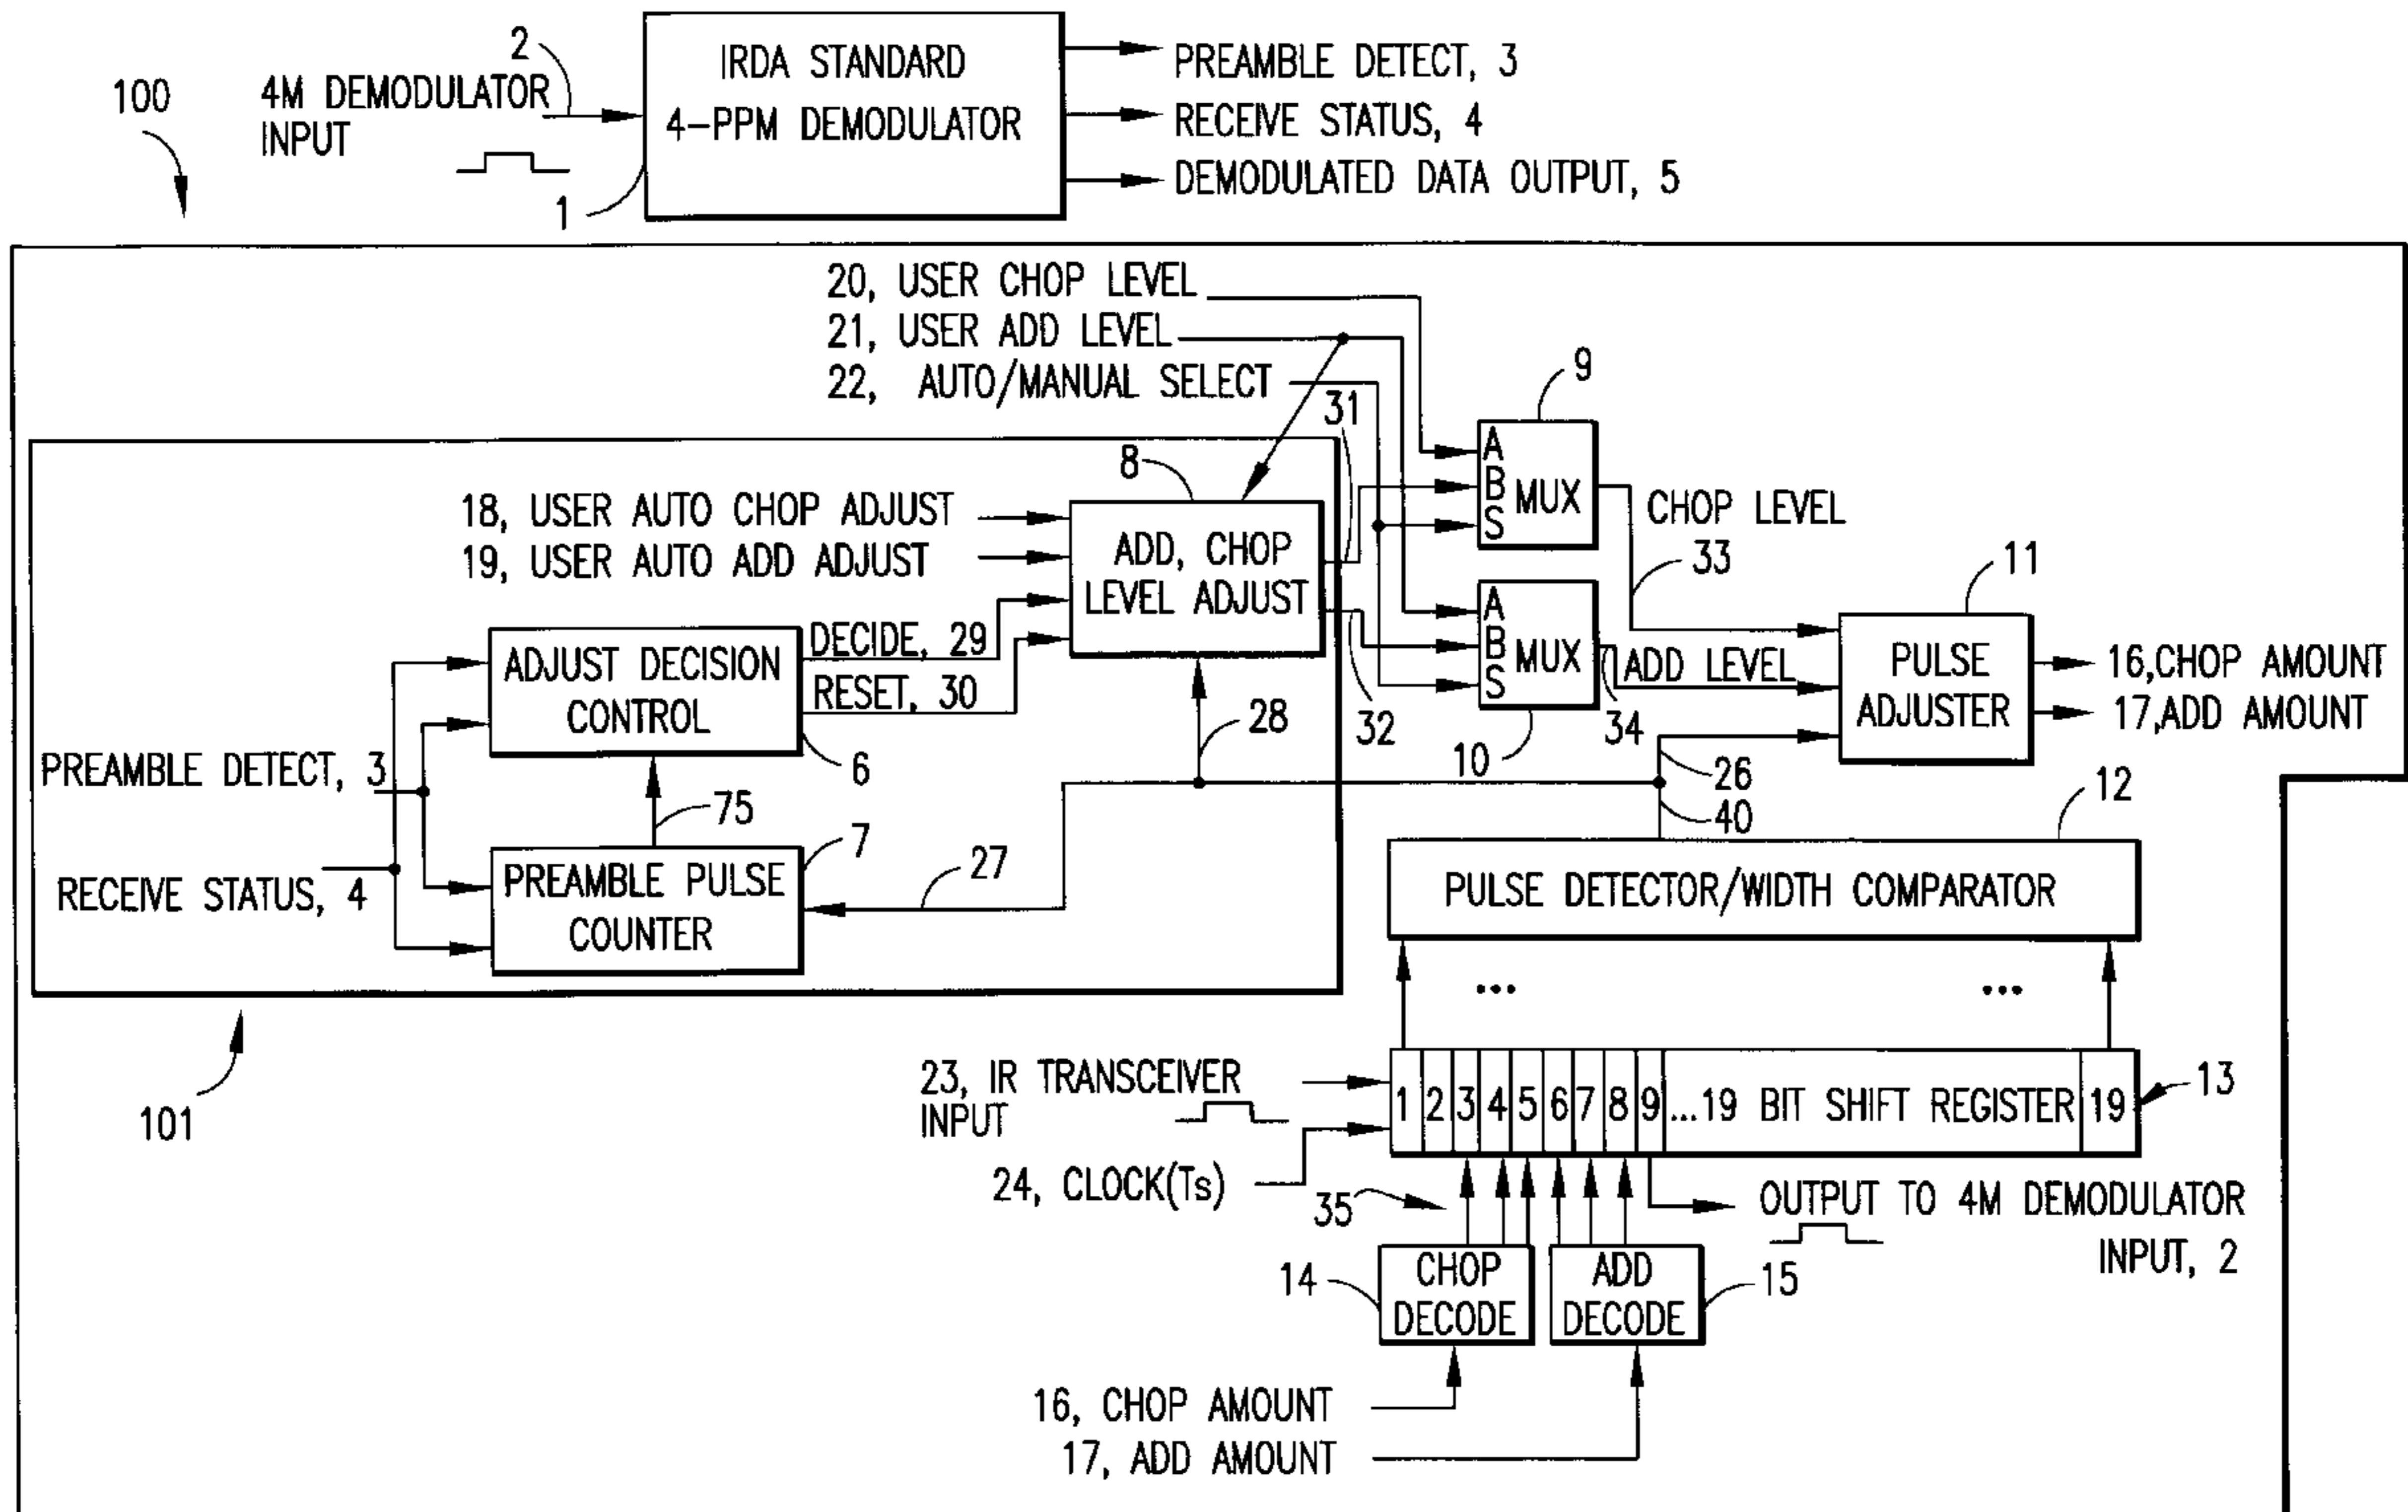 100
2
4M DEMODULATOR
INPUT
1
IRDA STANDARD
4-PPM DEMODULATOR
PREAMBLE DETECT, 3
RECEIVE STATUS, 4
DEMODULATED DATA OUTPUT, 5
20, USER CHOP LEVEL
21, USER ADD LEVEL
22, AUTO/MANUAL SELECT
31
9
A
B
S
MUX
CHOP LEVEL
33
8
18, USER AUTO CHOP ADJUST
19, USER AUTO ADD ADJUST
ADD, CHOP
LEVEL ADJUST
A
B
S
MUX
10
32
ADD LEVEL
34
11
PULSE
ADJUSTER
16,CHOP AMOUNT
17,ADD AMOUNT
ADJUST DECISION
CONTROL
DECIDE, 29
RESET, 30
6
28
26
40
12
PREAMBLE DETECT, 3
75
7
RECEIVE STATUS, 4
PREAMBLE PULSE
COUNTER
27
PULSE DETECTOR/WIDTH COMPARATOR
...
...
101
23, IR TRANSCEIVER
INPUT
24, CLOCK(Ts)
1 2 3 4 5 6 7 8 9 ...19 BIT SHIFT REGISTER 19
13
35
OUTPUT TO 4M DEMODULATOR
INPUT, 2
14
CHOP
DECODE
ADD
DECODE
15
16, CHOP AMOUNT
17, ADD AMOUNT